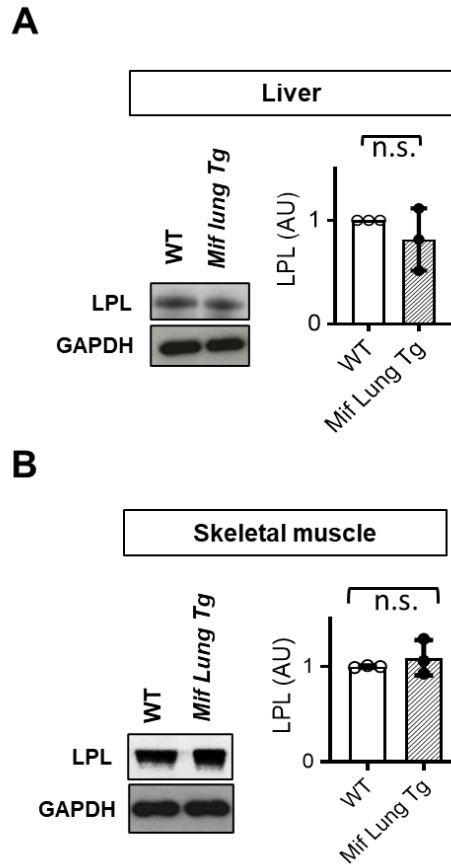 A
Liver
WT
Mif lung Tg
LPL
GAPDH
n.s.
LPL (AU)
1
0
WT
Mif Lung Tg
B
Skeletal muscle
WT
Mif Lung Tg
LPL
GAPDH
n.s.
LPL (AU)
1
0
WT
Mif Lung Tg